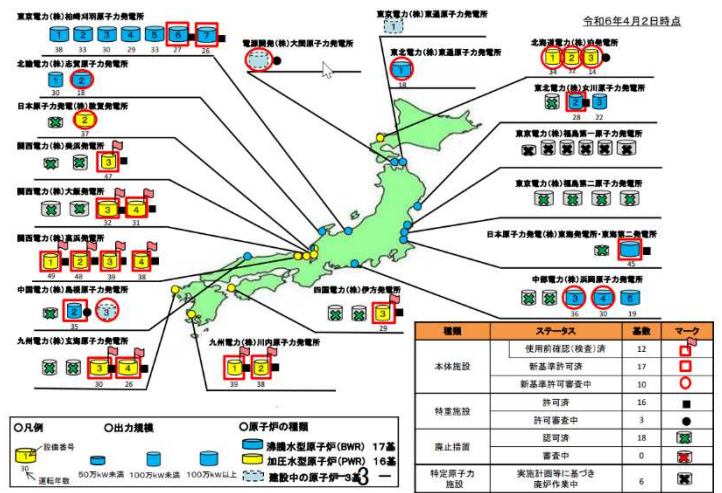 令和6年4月2日時点
東京電力(株)柏崎刈羽原子力発電所
1 2 3 4 5 6 7
38 33 30 29 33 27 26
北陸電力(株)志賀原子力発電所
1 2
30 18
日本原子力発電(株)敦賀発電所
2
37
関西電力(株)美浜発電所
3
47
関西電力(株)大飯発電所
3 4
32 31
関西電力(株)高浜発電所
1 2 3 4
49 48 39 38
中国電力(株)島根原子力発電所
2 3
35
九州電力(株)玄海原子力発電所
3 4
30 26
九州電力(株)川内原子力発電所
1 2
39 38
四国電力(株)伊方発電所
3
29
電源開発(株)大間原子力発電所
東京電力(株)東通原子力発電所
1
東北電力(株)東通原子力発電所
1
18
北海道電力(株)泊発電所
1 2 3
34 32 14
東北電力(株)女川原子力発電所
2 3
28 22
東京電力(株)福島第一原子力発電所
東京電力(株)福島第二原子力発電所
日本原子力発電(株)東海発電所・東海第二発電所
45
中部電力(株)浜岡原子力発電所
3 4 5
36 30 19
種類 ステータス 基数 マーク
本体施設
使用前確認(検査)済 12
新基準許可済 17
新基準許可審査中 10
特重施設
許可済 16 ■
許可審査中 3 ●
廃止措置
認可済 18
審査中 0
特定原子力施設
実施計画等に基づき
廃炉作業中 6
〇凡例
1
設備番号
30
運転年数
〇出力規模
50万kW未満 100万kW未満 100万kW以上
〇原子炉の種類
沸騰水型原子炉(BWR) 17基
加圧水型原子炉(PWR) 16基
建設中の原子炉 3基
- 3 -